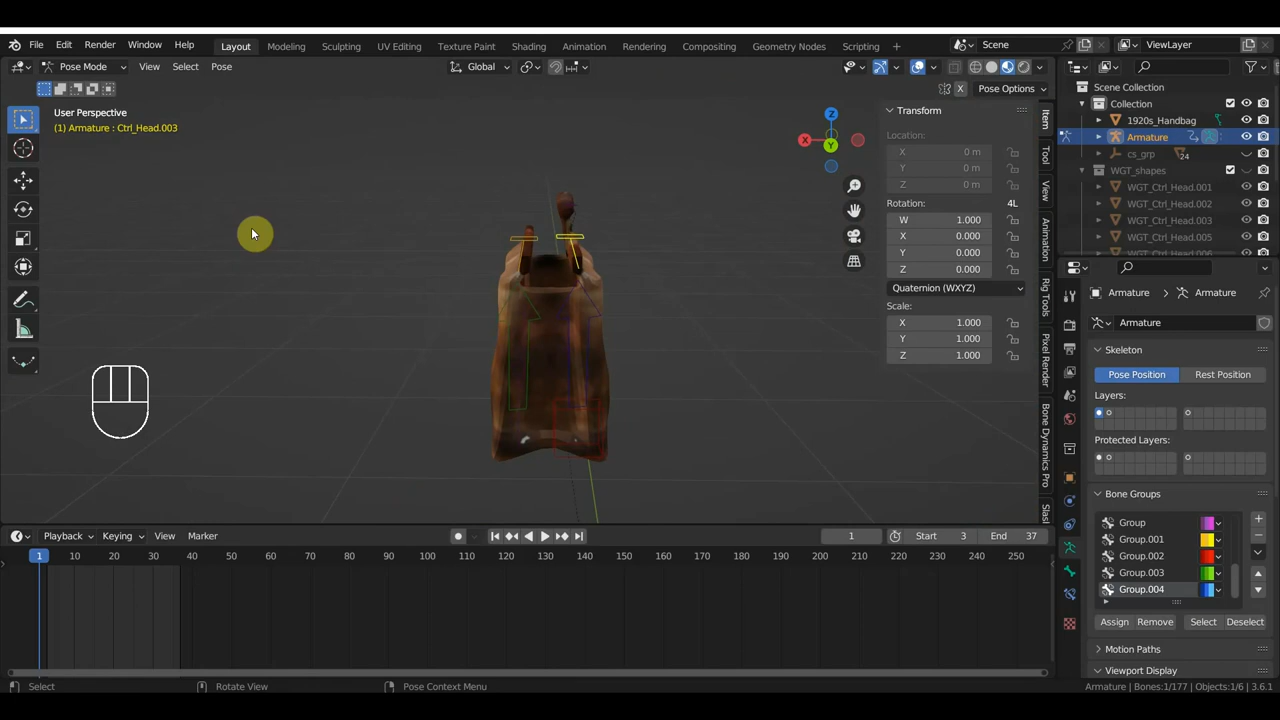 File Edit Render Window Help Layout Modeling Sculpting UV Editing Texture Paint Shading Animation Rendering Compositing Geometry Nodes Scripting + Scene ViewLayer
Pose Mode View Select Pose Global
X Pose Options
User Perspective
(1) Armature : Ctrl_Head.003
Z
X
Y
Transform
Location:
X 0 m
Y 0 m
Z 0 m
Rotation: 4L
W 1.000
X 0.000
Y 0.000
Z 0.000
Quaternion (WXYZ)
Scale:
X 1.000
Y 1.000
Z 1.000
Item
Tool
View
Animation
Rig Tools
Pixel Render
Bone Dynamics Pro
Slash
Scene Collection
Collection
1920s_Handbag
Armature
cs_grp 24
WGT_shapes
WGT_Ctrl_Head.001
WGT_Ctrl_Head.002
WGT_Ctrl_Head.003
WGT_Ctrl_Head.005
Armature > Armature
Armature
Skeleton
Pose Position Rest Position
Layers:
Protected Layers:
Bone Groups
Group
Group.001
Group.002
Group.003
Group.004
Assign Remove Select Deselect
Motion Paths
Viewport Display
Playback Keying View Marker 1 Start 3 End 37
1 10 20 30 40 50 60 70 80 90 100 110 120 130 140 150 160 170 180 190 200 210 220 230 240 250
Select Rotate View Pose Context Menu Armature | Bones:1/177 | Objects:1/6 | 3.6.1